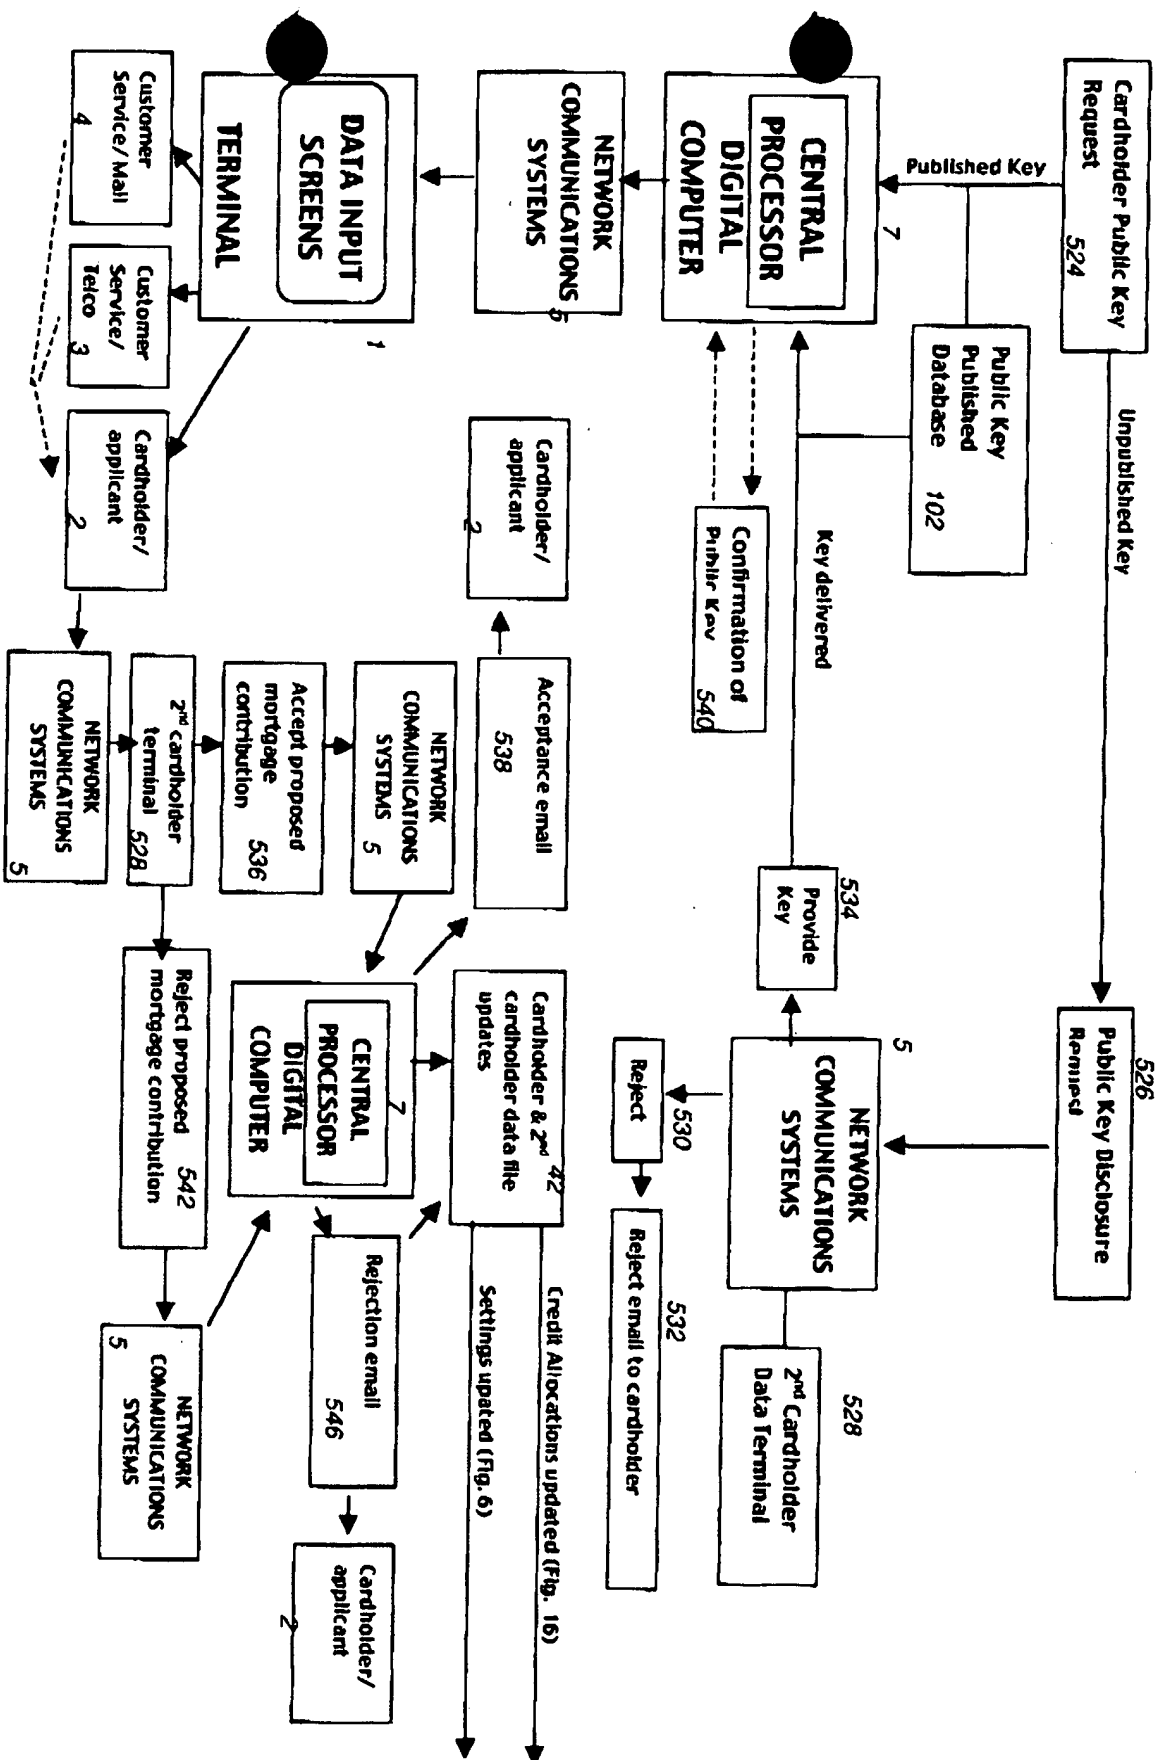 Cardholder Public Key
Request
524
Unpublished Key
Public Key Disclosure
Request
526
Published Key
Public Key
Published
Database 102
7
CENTRAL
PROCESSOR
DIGITAL
COMPUTER
Key delivered
534
Provide
Key
5
NETWORK
COMMUNICATIONS
SYSTEMS
528
2nd Cardholder
Data Terminal
Confirmation of
Public Key 540
Reject
530
532
Reject email to cardholder
NETWORK
COMMUNICATIONS
SYSTEMS
5
Cardholder/
applicant
2
Acceptance email
538
Cardholder & 2nd 42
cardholder data file
updates
Credit Allocations updated (Fig. 16)
Settings upated (Fig. 6)
DATA INPUT
SCREENS
TERMINAL
1
NETWORK
COMMUNICATIONS
SYSTEMS 5
7
CENTRAL
PROCESSOR
DIGITAL
COMPUTER
Rejection email
546
Cardholder/
applicant
2
Customer
Service/Mail
4
Customer
Service/
Telco 3
Cardholder/
applicant
2
Accept proposed
mortgage
contribution 536
2nd cardholder
terminal 528
NETWORK
COMMUNICATIONS
SYSTEMS
5
Reject proposed 542
mortgage contribution
NETWORK
COMMUNICATIONS
SYSTEMS
5